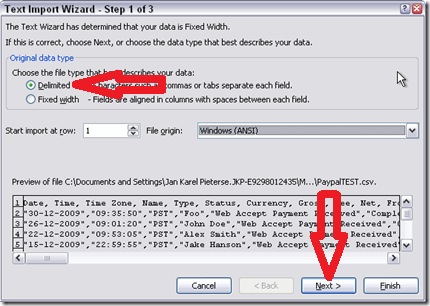 Text Import Wizard - Step 1 of 3
The Text Wizard has determined that your data is Fixed Width.
If this is correct, choose Next, or choose the data type that best describes your data.
Original data type
Choose the file type that best describes your data:
Delimited - Characters such as commas or tabs separate each field.
Fixed width - Fields are aligned in columns with spaces between each field.
Start import at row: 1 File origin: Windows (ANSI)
Preview of file C:\Documents and Settings\Jan Karel Pieterse.JKP-E9298012435\M...\PaypalTEST.csv.
1 Date, Time, Time Zone, Name, Type, Status, Currency, Gross, Fee, Net, Fro
2 "30-12-2009","09:35:50","PST","Foo","Web Accept Payment Received","Comple
3 "26-12-2009","09:01:20","PST","John Doe","Web Accept Payment Received"
4 "09:53:05","PST","Alex Smith","Web Accept Payment Received"
5 "15-12-2009","22:59:55","PST","Jake Hanson","Web Accept Payment Received"
Cancel < Back Next > Finish